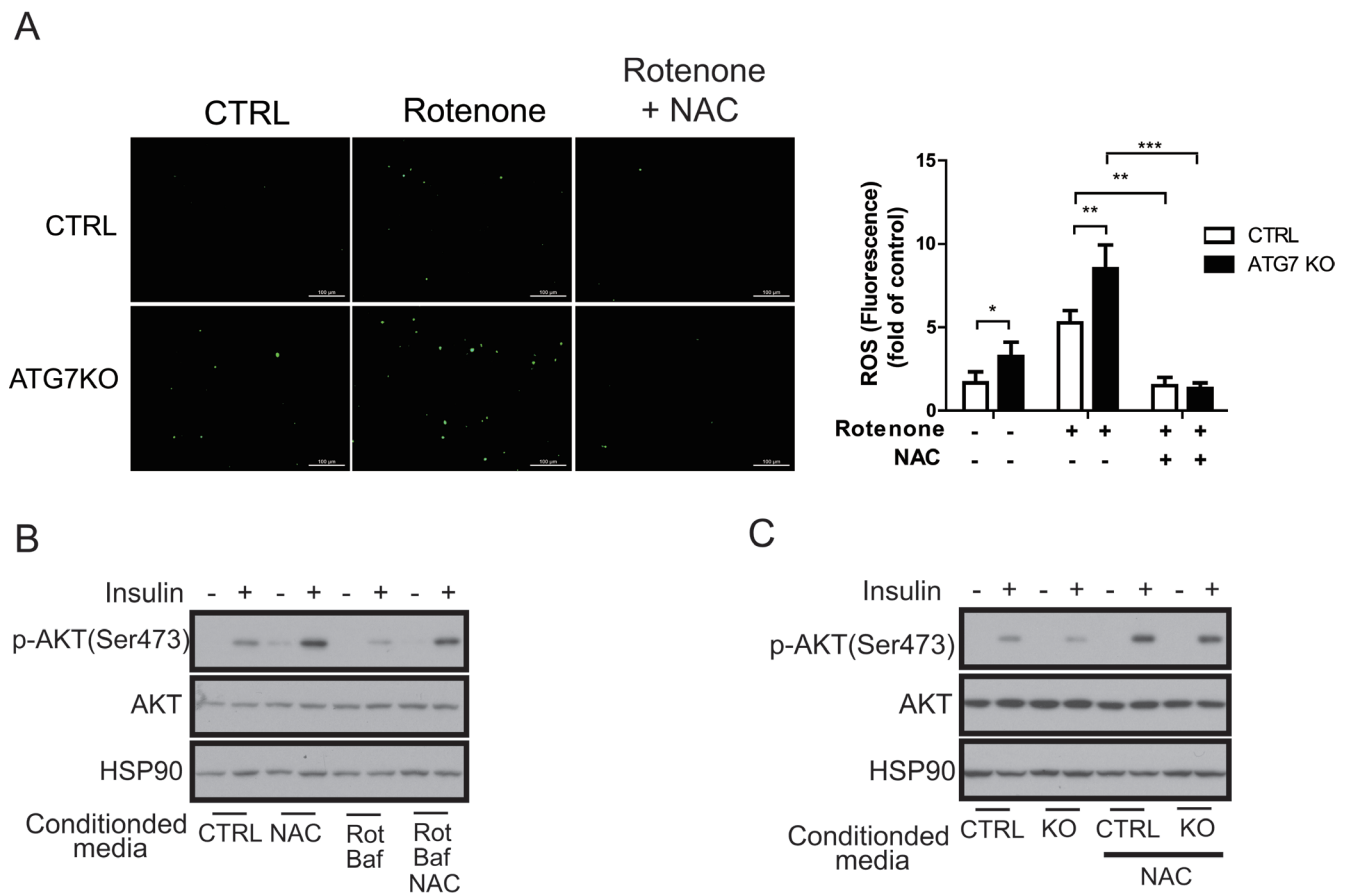 A
CTRL
Rotenone
Rotenone
+ NAC
CTRL
ATG7KO
100 µm
100 µm
100 µm
100 µm
100 µm
100 µm
ROS (Fluorescence)
(fold of control)
15
10
5
0
*
**
**
***
CTRL
ATG7 KO
Rotenone - - + + + +
NAC - - - - + +
B
Insulin - + - + - + - +
p-AKT(Ser473)
AKT
HSP90
Conditionded
media
CTRL
NAC
Rot
Baf
Rot
Baf
NAC
C
Insulin - + - + - + - +
p-AKT(Ser473)
AKT
HSP90
Conditionded
media
CTRL
KO
CTRL
KO
NAC